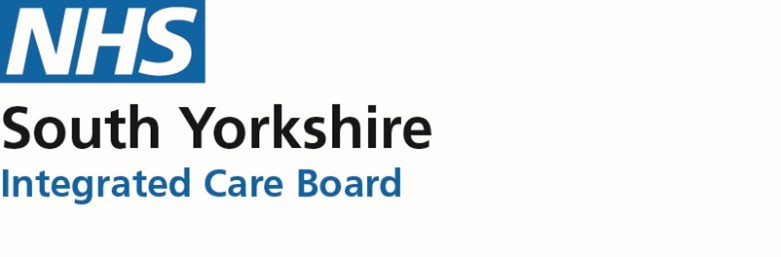 NHS
South Yorkshire
Integrated Care Board